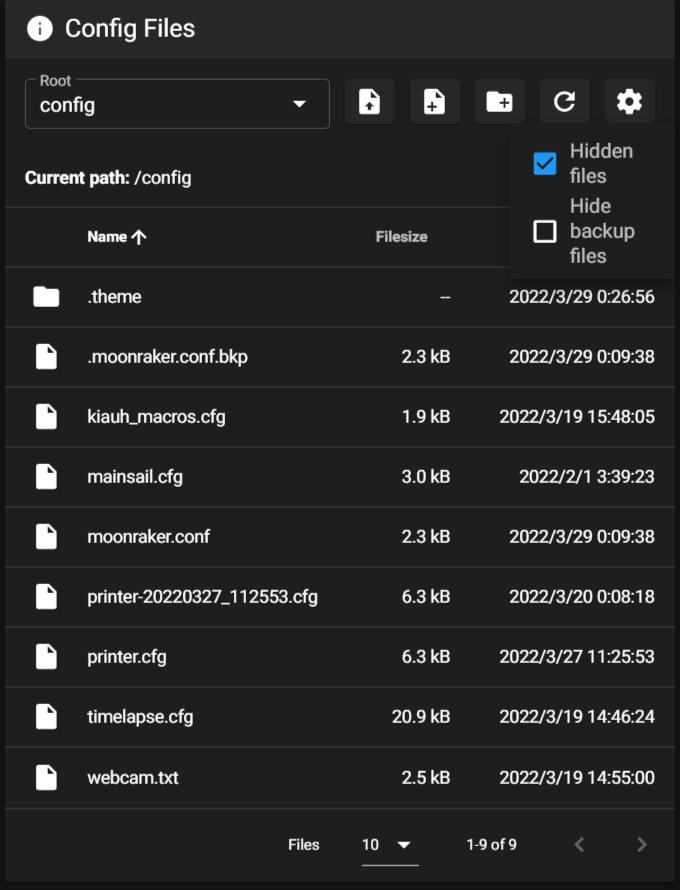 Config Files
Root
config
Hidden
files
Hide
backup
files
Current path: /config
Name Filesize
.theme -- 2022/3/29 0:26:56
.moonraker.conf.bkp 2.3 kB 2022/3/29 0:09:38
kiauh_macros.cfg 1.9 kB 2022/3/19 15:48:05
mainsail.cfg 3.0 kB 2022/2/1 3:39:23
moonraker.conf 2.3 kB 2022/3/29 0:09:38
printer-20220327_112553.cfg 6.3 kB 2022/3/20 0:08:18
printer.cfg 6.3 kB 2022/3/27 11:25:53
timelapse.cfg 20.9 kB 2022/3/19 14:46:24
webcam.txt 2.5 kB 2022/3/19 14:55:00
Files 10 1-9 of 9